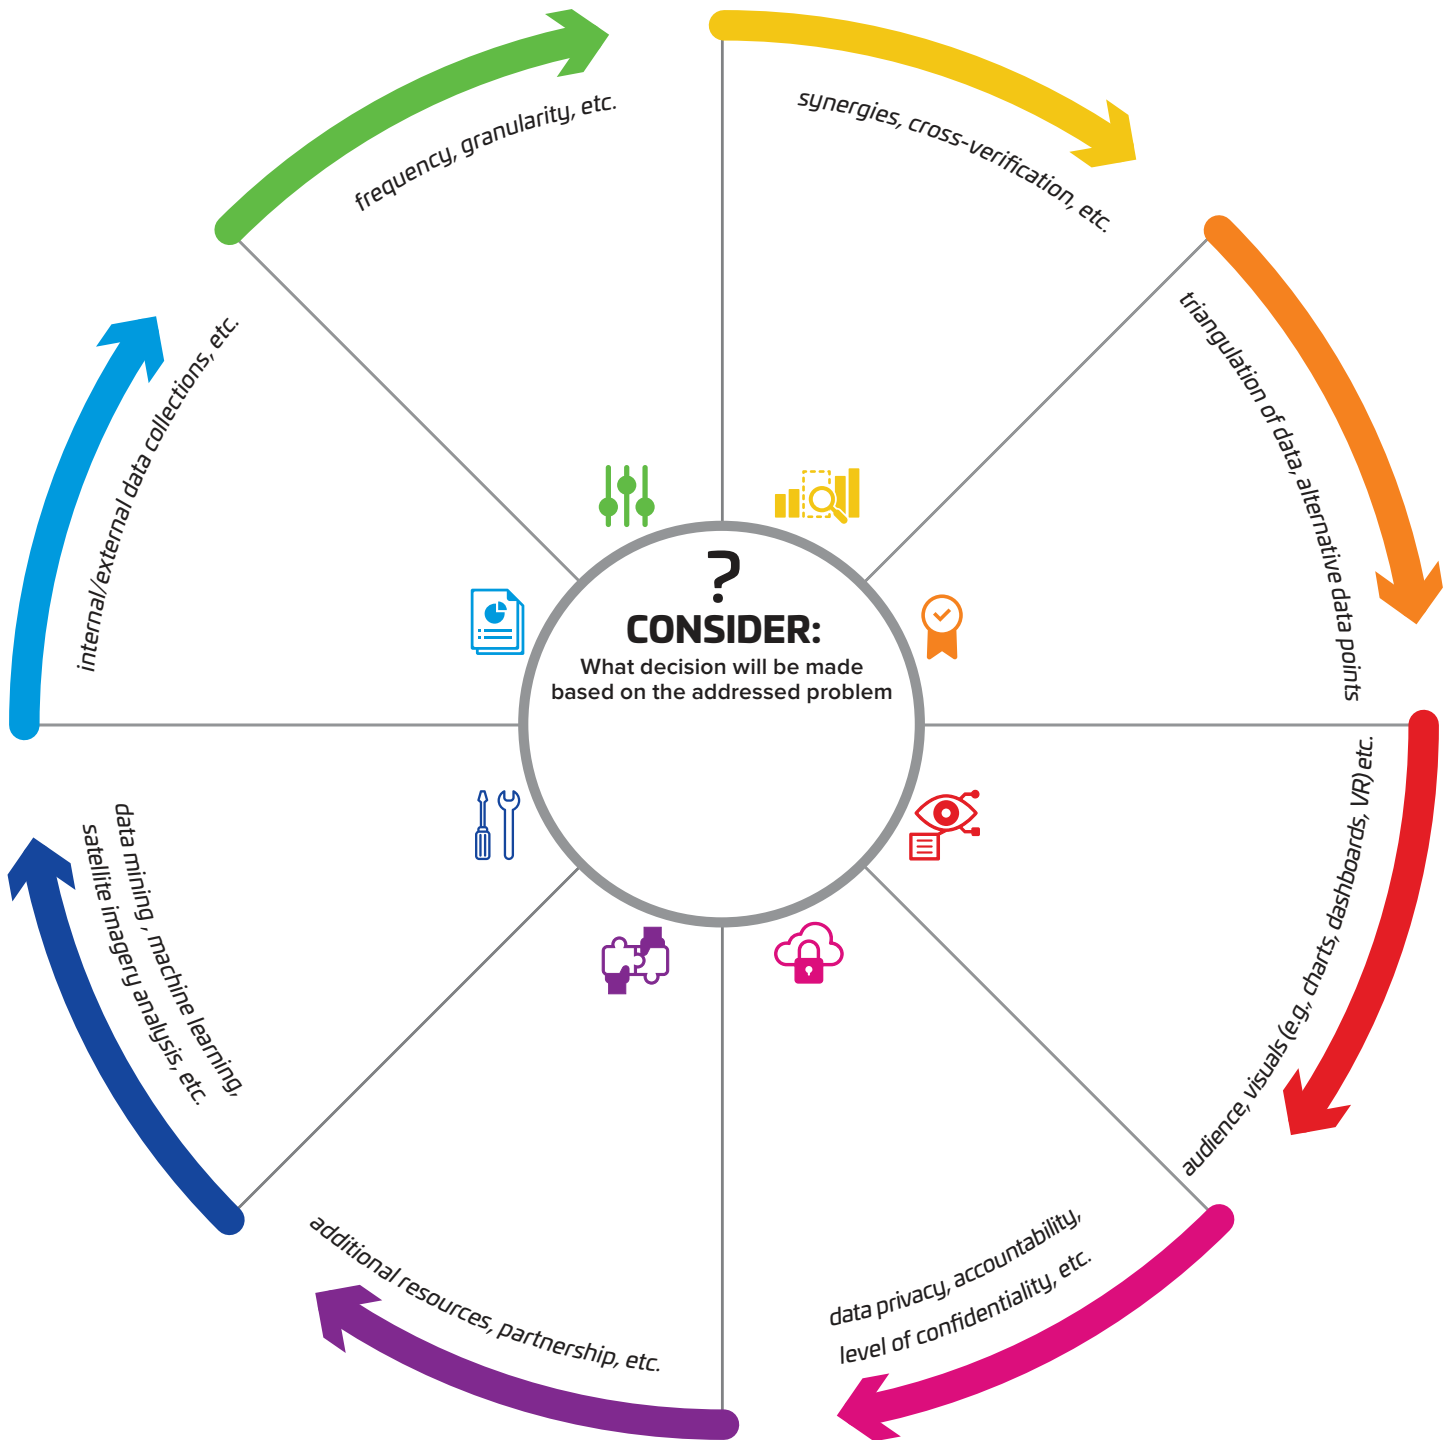 frequency, granularity, etc.
synergies, cross-verification, etc.
triangulation of data, alternative data points
audience, visuals (e.g., charts, dashboards, VR) etc.
data privacy, accountability,
level of confidentiality, etc.
additional resources, partnership, etc.
data mining , machine learning,
satellite imagery analysis, etc.
internal/external data collections, etc.
?
CONSIDER:
What decision will be made
based on the addressed problem